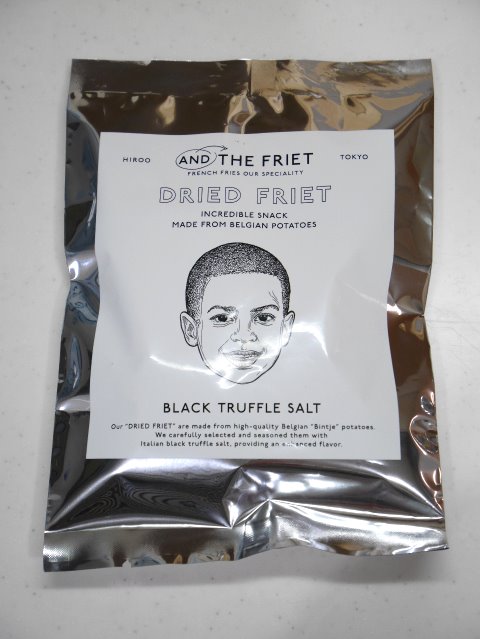 HIROO
AND THE FRIET
TOKYO
FRENCH FRIES OUR SPECIALITY
DRIED FRIET
INCREDIBLE SNACK
MADE FROM BELGIAN POTATOES
BLACK TRUFFLE SALT
Our "DRIED FRIET" are made from high-quality Belgian "Bintje" potatoes.
We carefully selected and seasoned them with
Italian black truffle salt, providing an enhanced flavor.